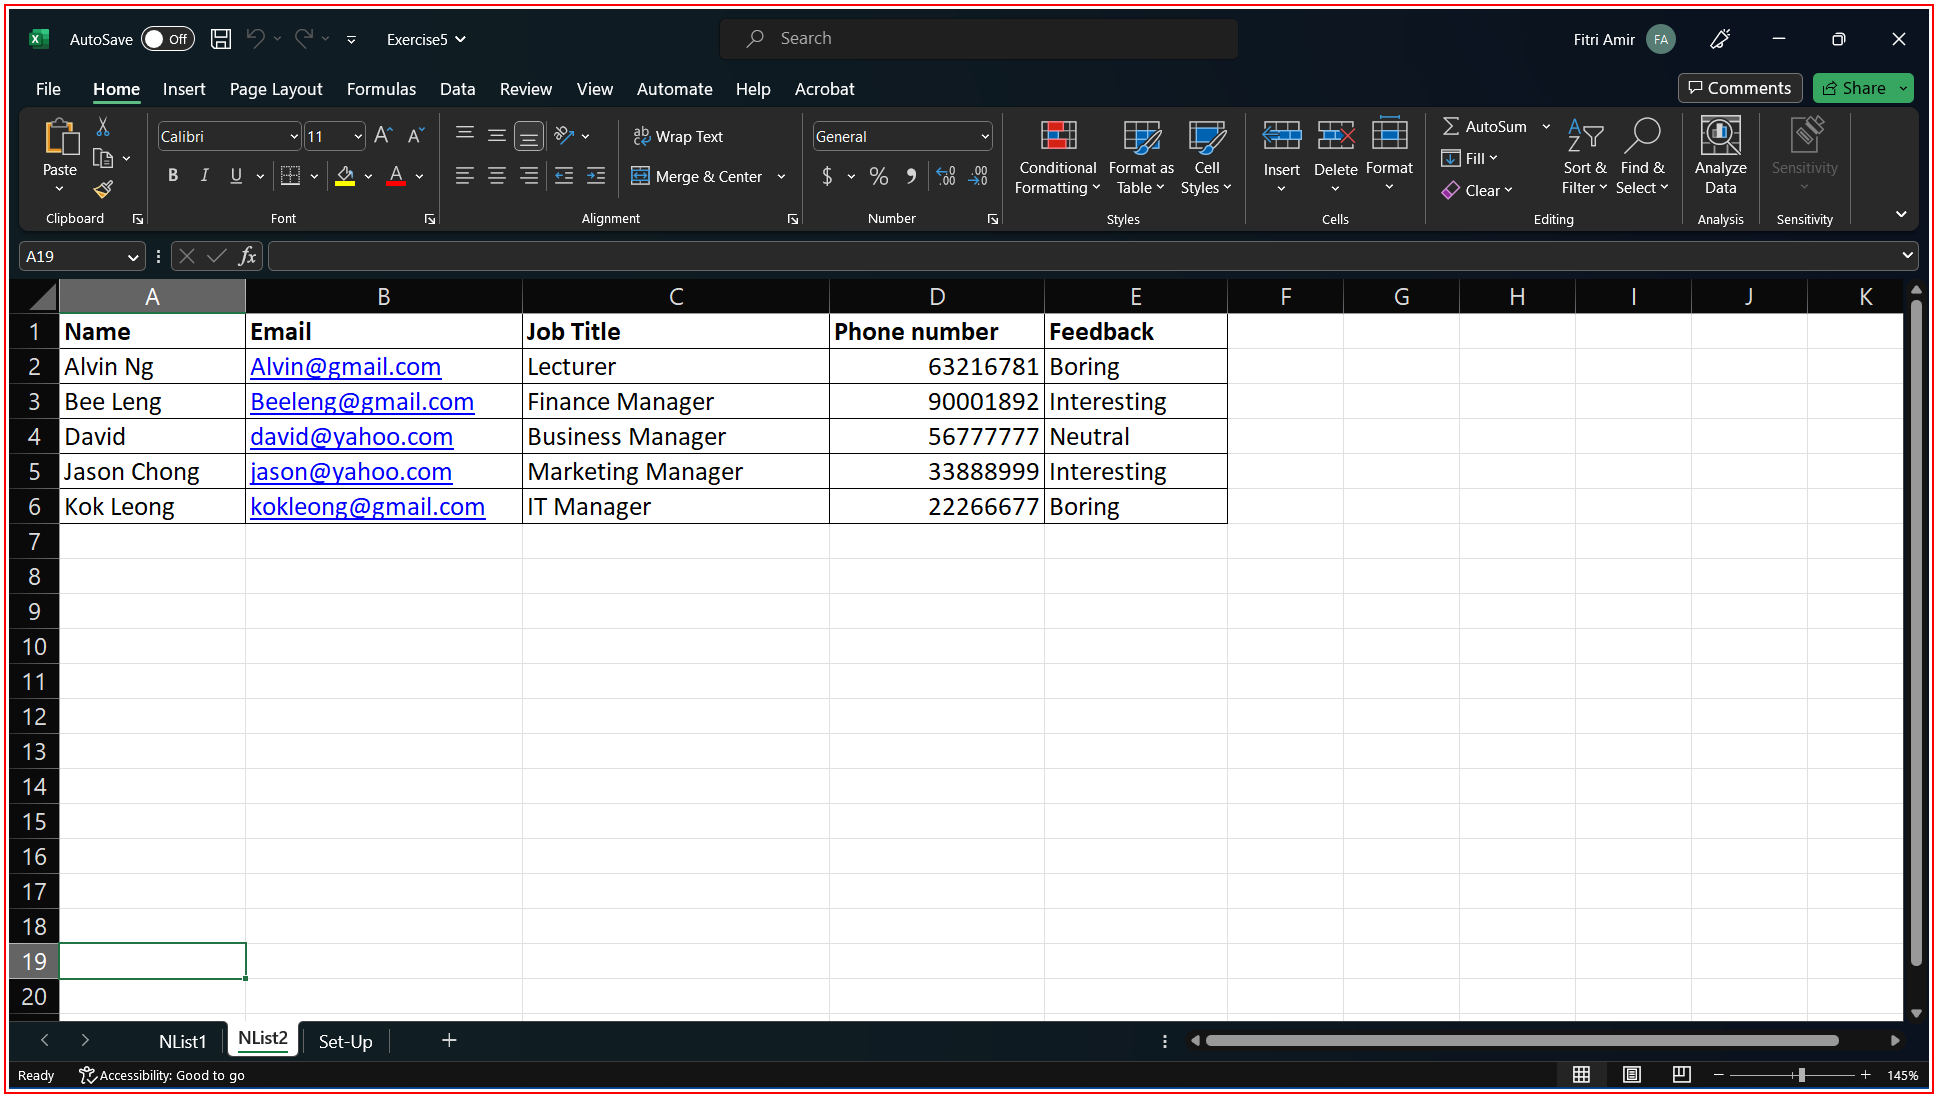 AutoSave Off Exercise5 Search Fitri Amir FA
File Home Insert Page Layout Formulas Data Review View Automate Help Acrobat Comments Share
Paste
Clipboard
Calibri 11
B I U A
Font
Wrap Text
Merge & Center
Alignment
General
$ % 9
Number
Conditional Formatting
Format as Table
Cell Styles
Styles
Insert Delete Format
Cells
AutoSum
Fill
Clear
Sort & Filter
Find & Select
Editing
Analyze Data
Analysis
Sensitivity
Sensitivity
A19 fx
A B C D E F G H I J K
1 Name Email Job Title Phone number Feedback
2 Alvin Ng Alvin@gmail.com Lecturer 63216781 Boring
3 Bee Leng Beeleng@gmail.com Finance Manager 90001892 Interesting
4 David david@yahoo.com Business Manager 56777777 Neutral
5 Jason Chong jason@yahoo.com Marketing Manager 33888999 Interesting
6 Kok Leong kokleong@gmail.com IT Manager 22266677 Boring
7
8
9
10
11
12
13
14
15
16
17
18
19
20
NList1 NList2 Set-Up +
Ready Accessibility: Good to go 145%